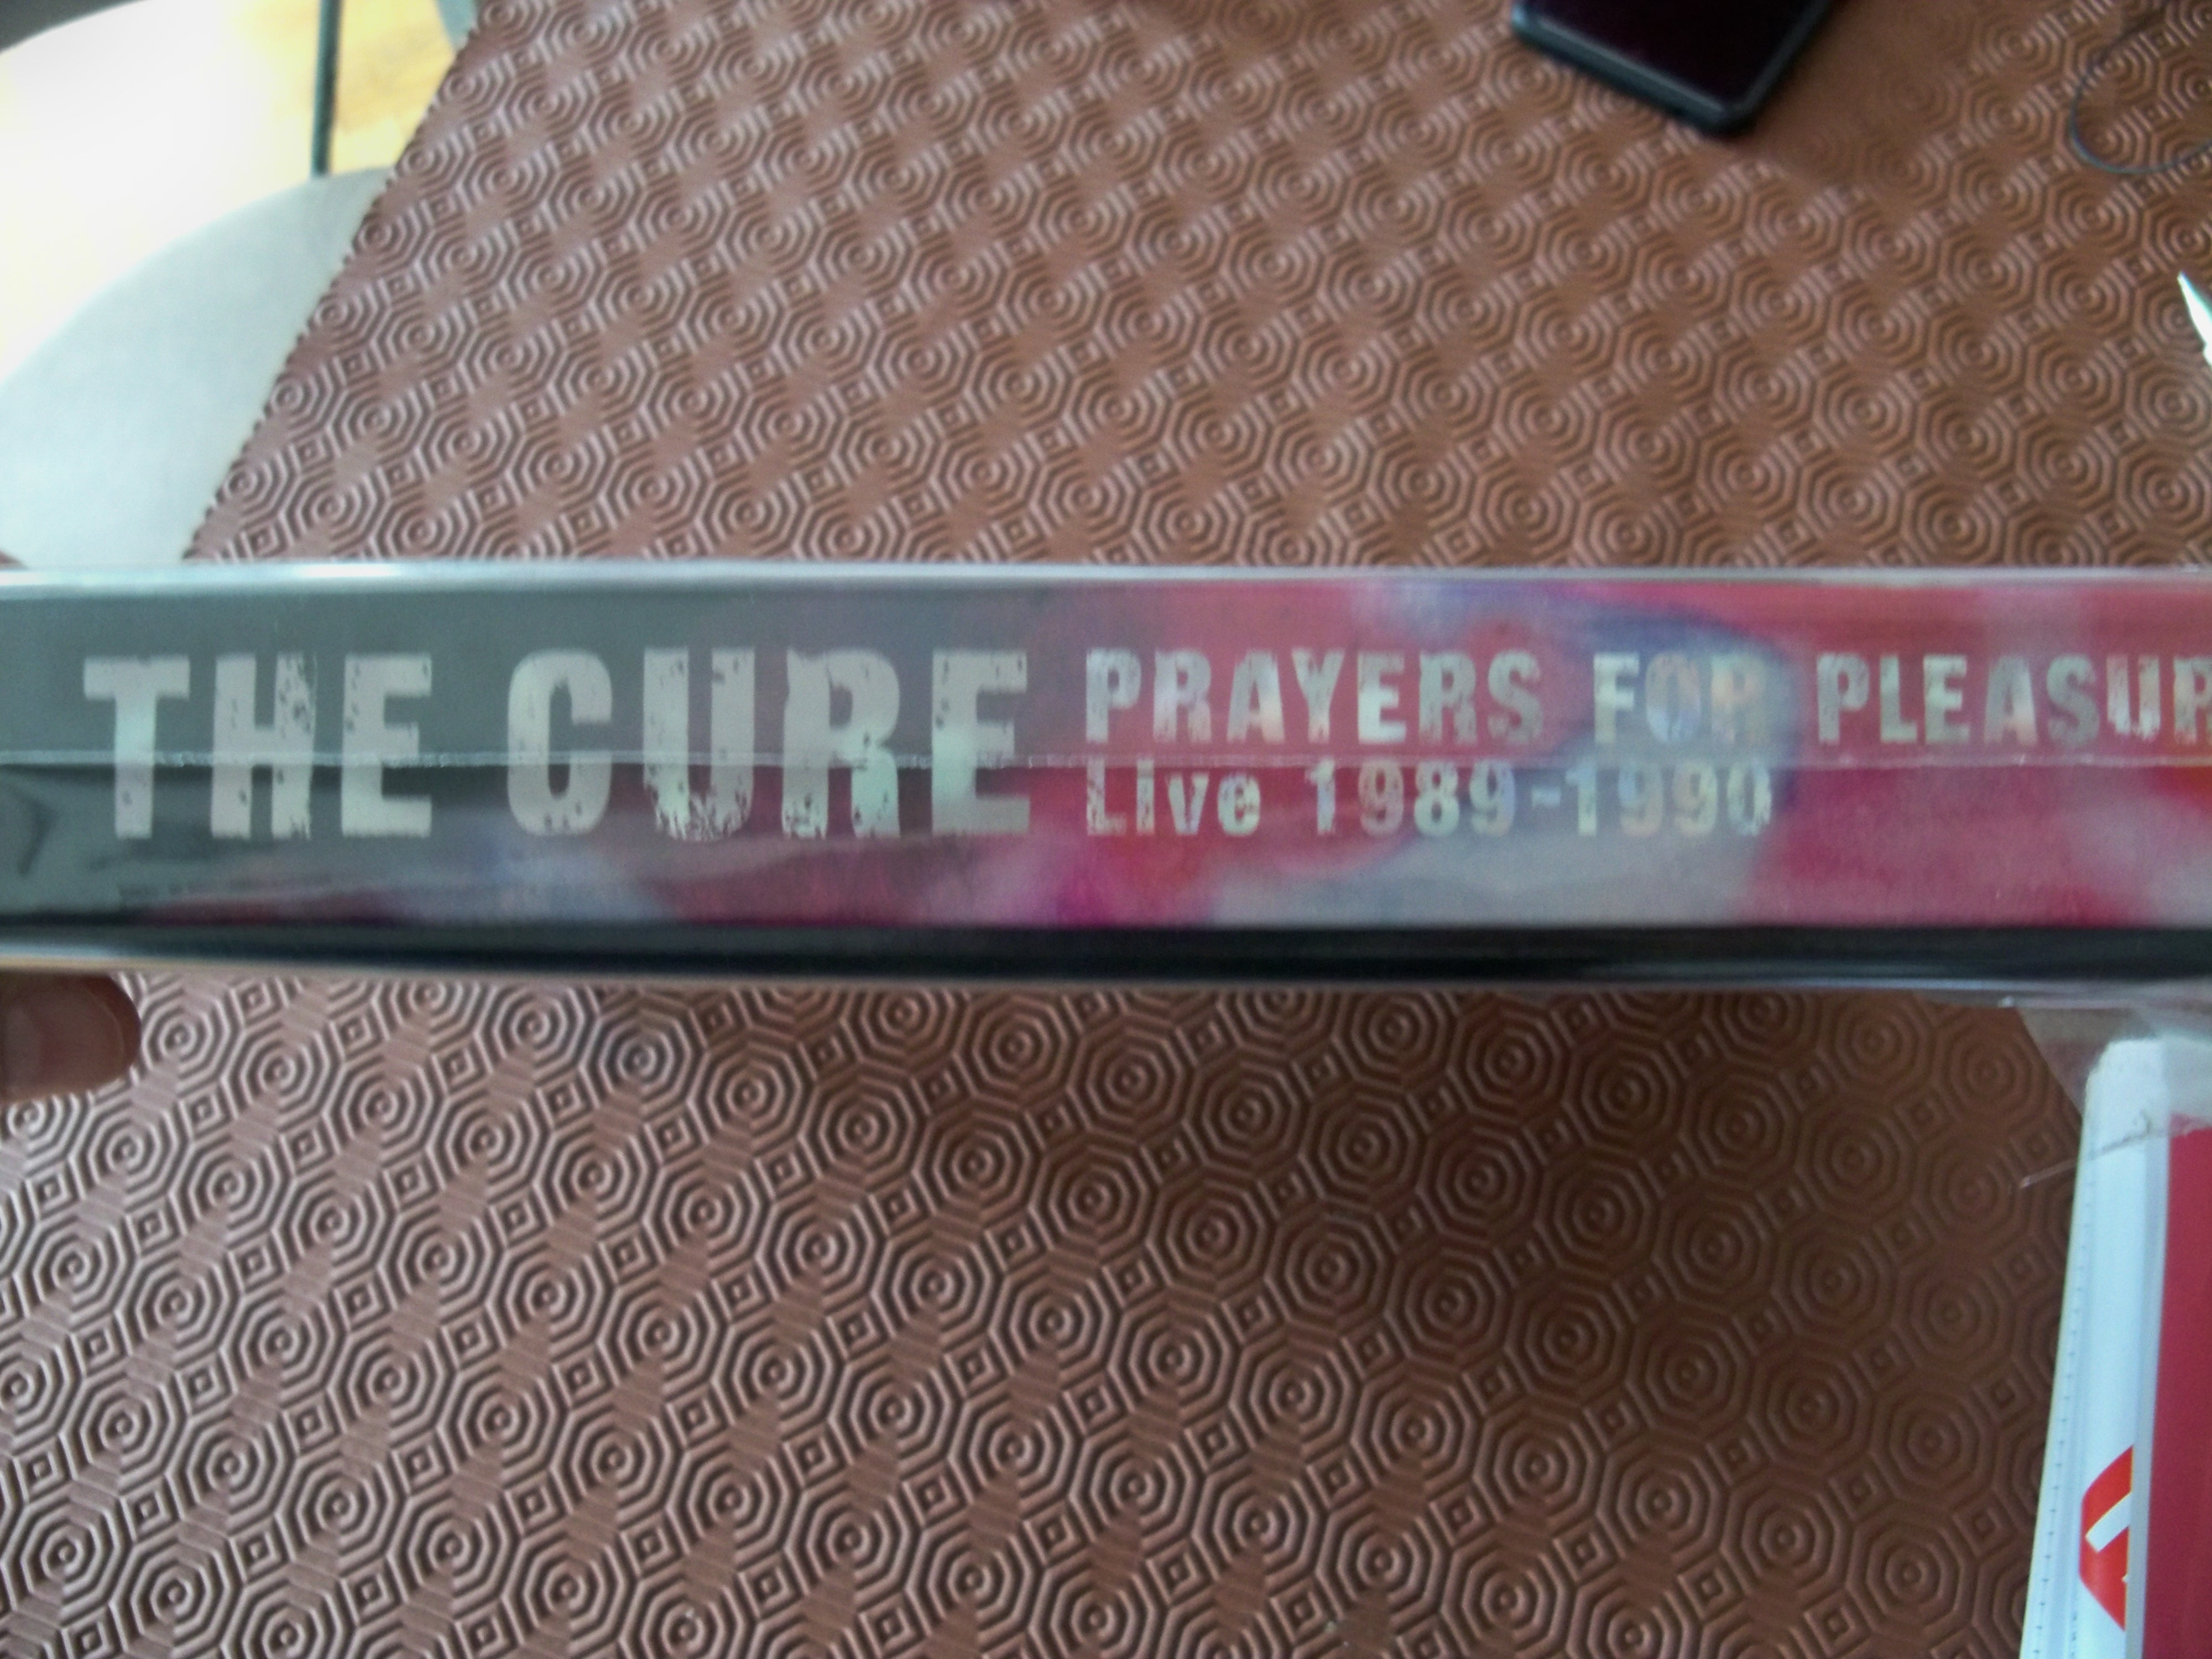 THE CURE
PRAYERS FOR PLEASUR
Live 1989-1990